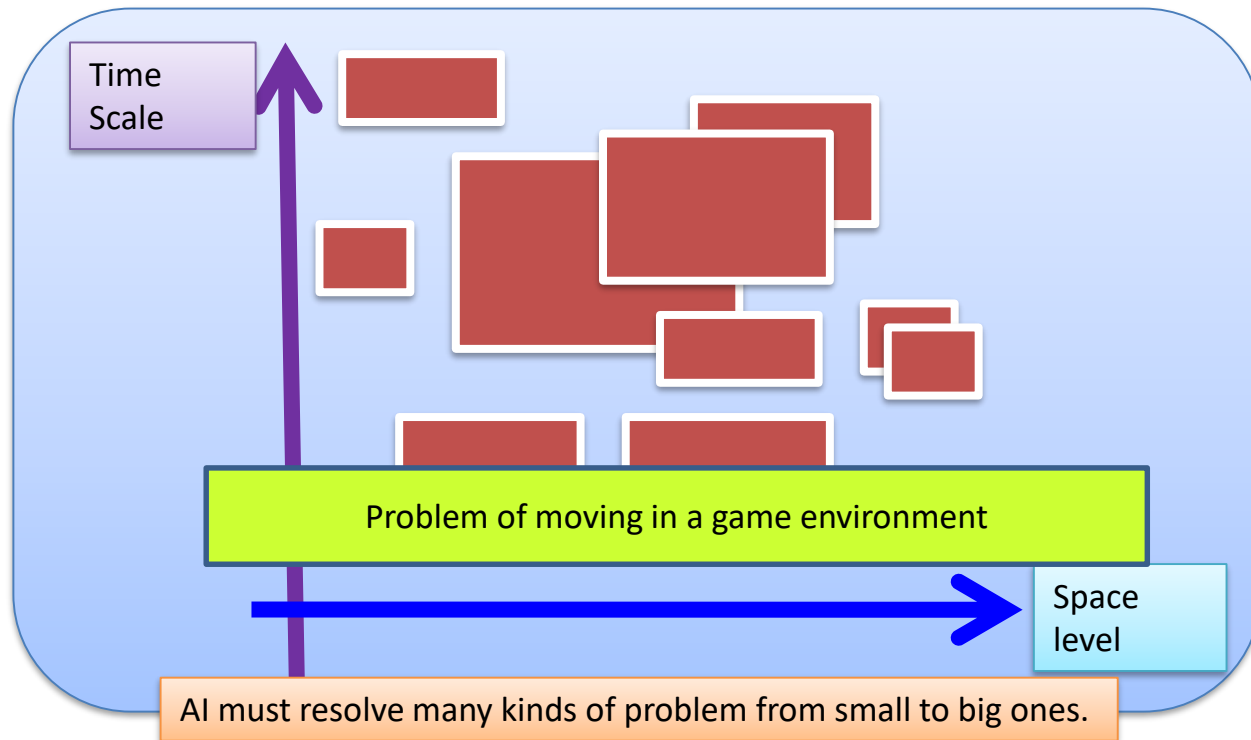 Time
Scale
Problem of moving in a game environment
Space
level
AI must resolve many kinds of problem from small to big ones.